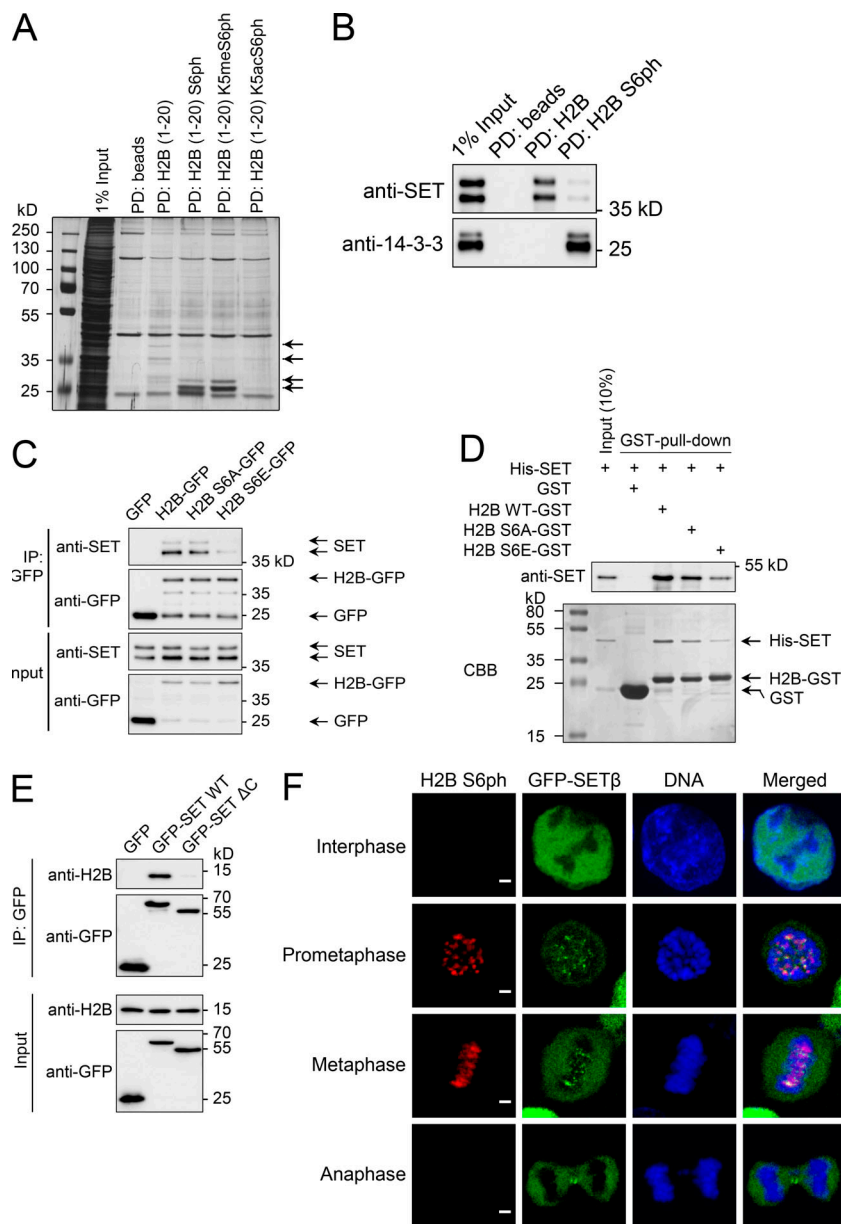 A
kD
1% Input
PD: beads
PD: H2B (1-20)
PD: H2B (1-20) S6ph
PD: H2B (1-20) K5meS6ph
PD: H2B (1-20) K5acS6ph
250
130
100
70
55
35
25
B
1% Input
PD: beads
PD: H2B
PD: H2B S6ph
anti-SET
35 kD
anti-14-3-3
25
C
GFP
H2B-GFP
H2B S6A-GFP
H2B S6E-GFP
IP:
GFP
anti-SET
35 kD
SET
anti-GFP
35
25
H2B-GFP
GFP
nput
anti-SET
35
SET
anti-GFP
35
25
H2B-GFP
GFP
D
Input (10%)
GST-pull-down
His-SET + + + + +
GST +
H2B WT-GST +
H2B S6A-GST +
H2B S6E-GST +
anti-SET
55 kD
kD
80
55
35
25
15
CBB
His-SET
H2B-GST
GST
E
GFP
GFP-SET WT
GFP-SET ΔC
kD
IP: GFP
anti-H2B
15
anti-GFP
70
55
25
Input
anti-H2B
15
anti-GFP
70
55
25
F
H2B S6ph GFP-SETβ DNA Merged
Interphase
Prometaphase
Metaphase
Anaphase